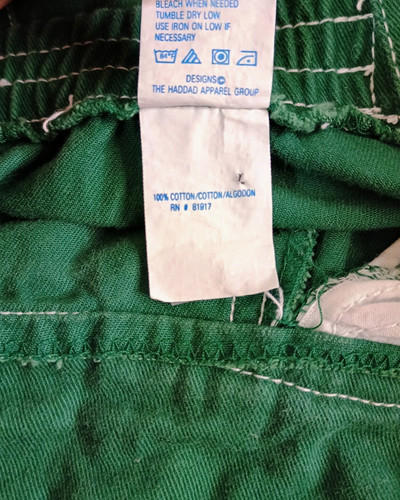 BLEACH WHEN NEEDED
TUMBLE DRY LOW
USE IRON ON LOW IF
NECESSARY
DESIGNS©
THE HADDAD APPAREL GROUP
100% COTTON/COTTON/ALGODON
RN # 81917